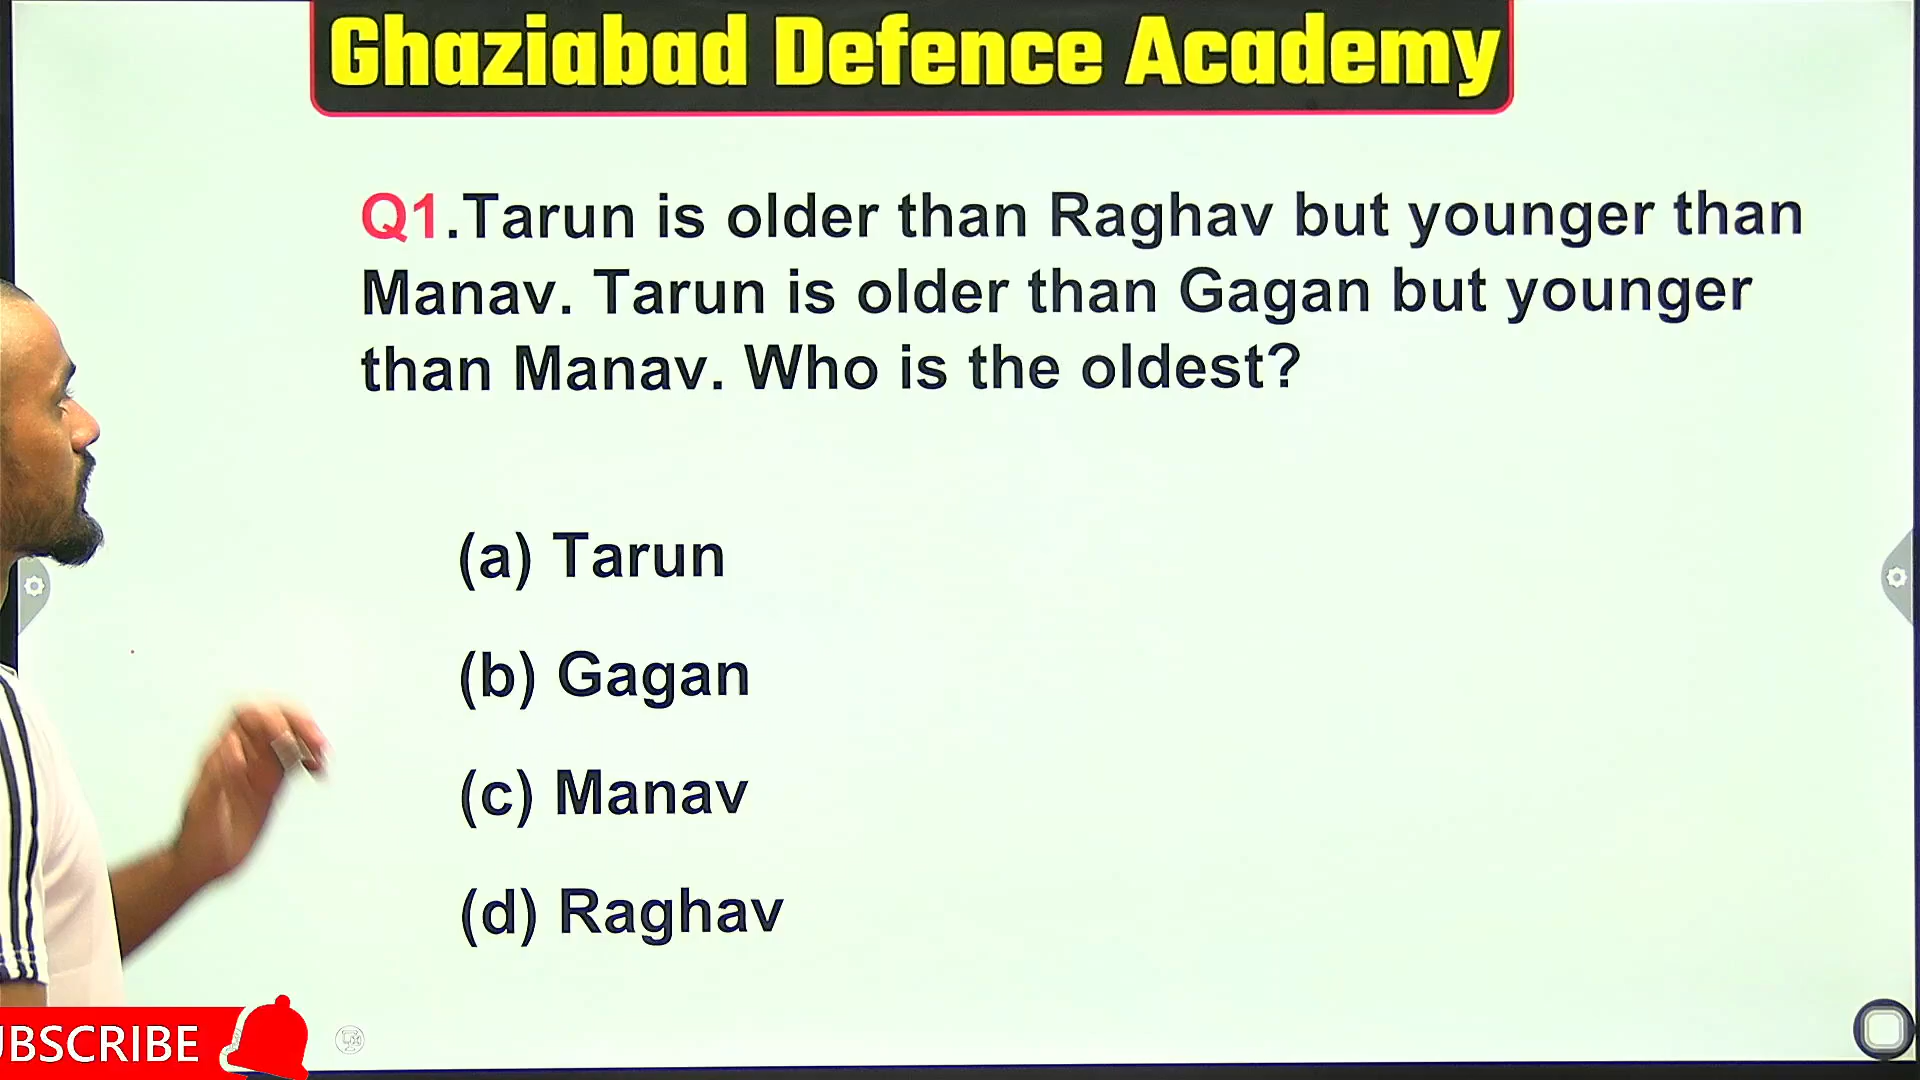 Ghaziabad Defence Academy
Q1.Tarun is older than Raghav but younger than
Manav. Tarun is older than Gagan but younger
than Manav. Who is the oldest?
(a) Tarun
(b) Gagan
(c) Manav
(d) Raghav
UBSCRIBE